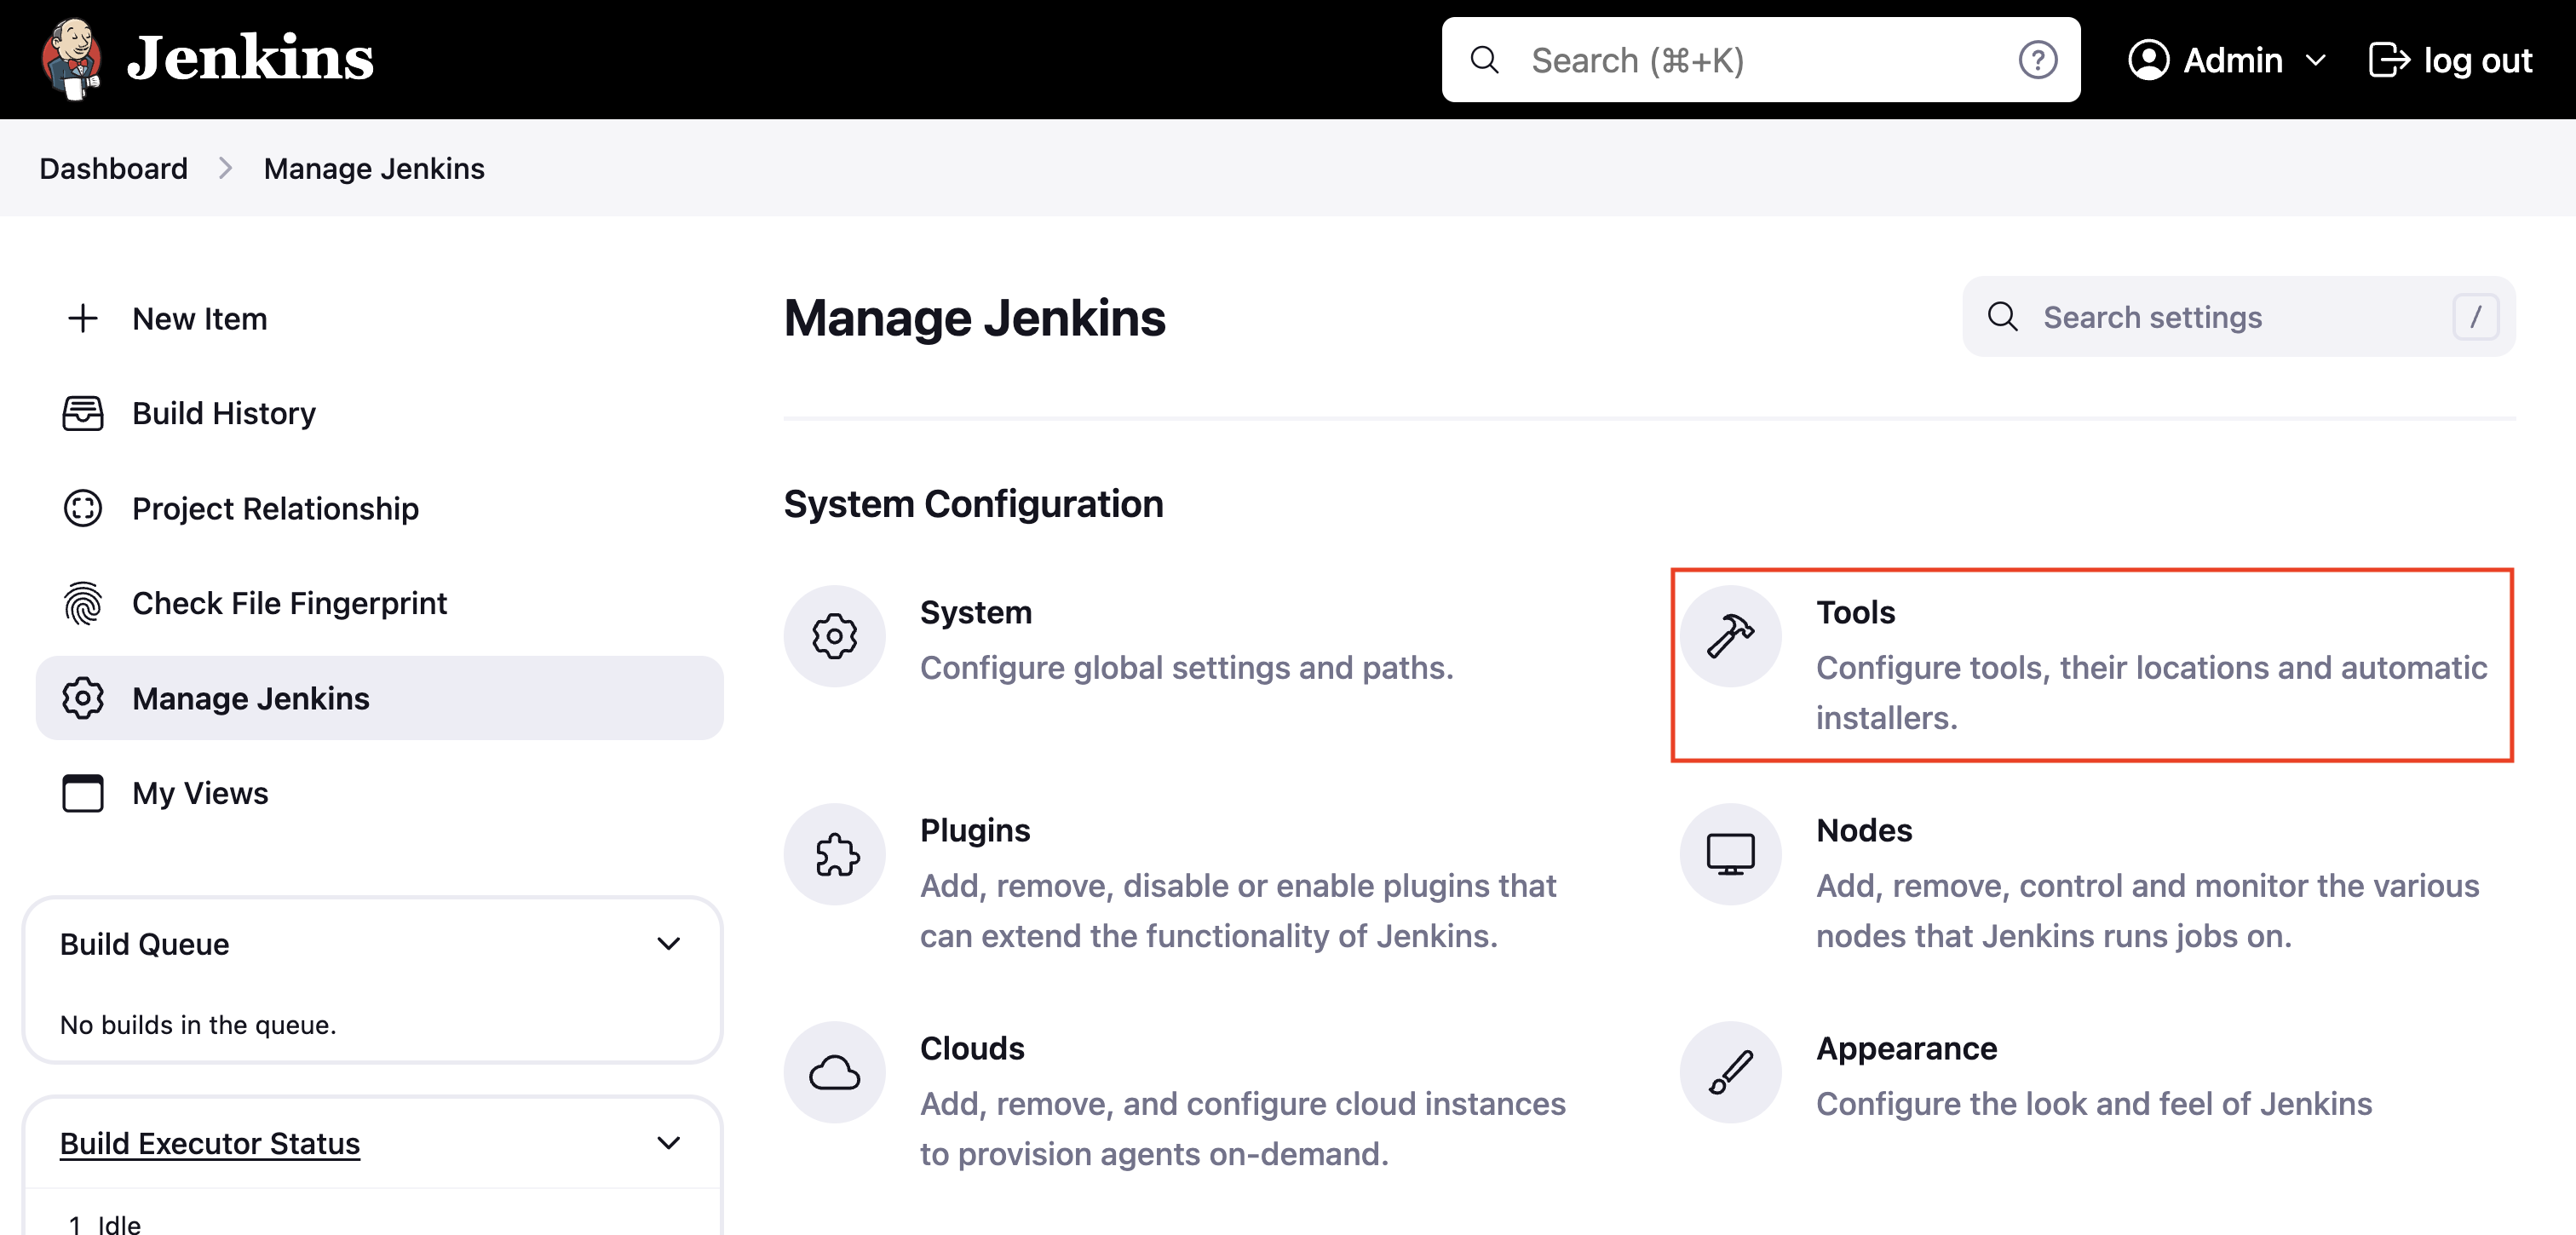 Jenkins
Search (⌘+K)
Admin
log out
Dashboard
Manage Jenkins
New Item
Build History
Project Relationship
Check File Fingerprint
Manage Jenkins
My Views
Build Queue
No builds in the queue.
Build Executor Status
1 Idle
Manage Jenkins
Search settings
/
System Configuration
System
Configure global settings and paths.
Tools
Configure tools, their locations and automatic
installers.
Plugins
Add, remove, disable or enable plugins that
can extend the functionality of Jenkins.
Nodes
Add, remove, control and monitor the various
nodes that Jenkins runs jobs on.
Clouds
Add, remove, and configure cloud instances
to provision agents on-demand.
Appearance
Configure the look and feel of Jenkins